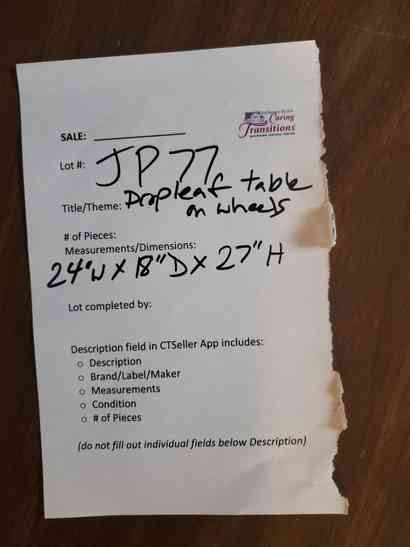 Caring
Transitions
SALE:
Lot #: JP77
Title/Theme: Dropleaf table
on wheels
# of Pieces:
Measurements/Dimensions:
24"W X 18"D X 27"H
Lot completed by:
Description field in CTSeller App includes:
o Description
o Brand/Label/Maker
o Measurements
o Condition
o # of Pieces
(do not fill out individual fields below Description)